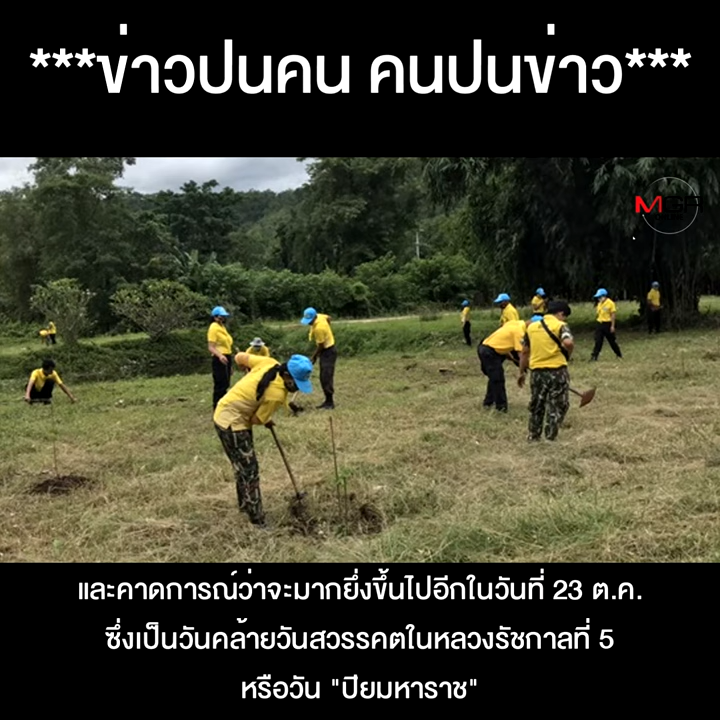 ***ข่าวปนคน คนปนข่าว***
และคาดการณ์ว่าจะมากยิ่งขึ้นไปอีกในวันที่ 23 ต.ค.
ซึ่งเป็นวันคล้ายวันสวรรคตในหลวงรัชกาลที่ 5
หรือวัน "ปิยมหาราช"